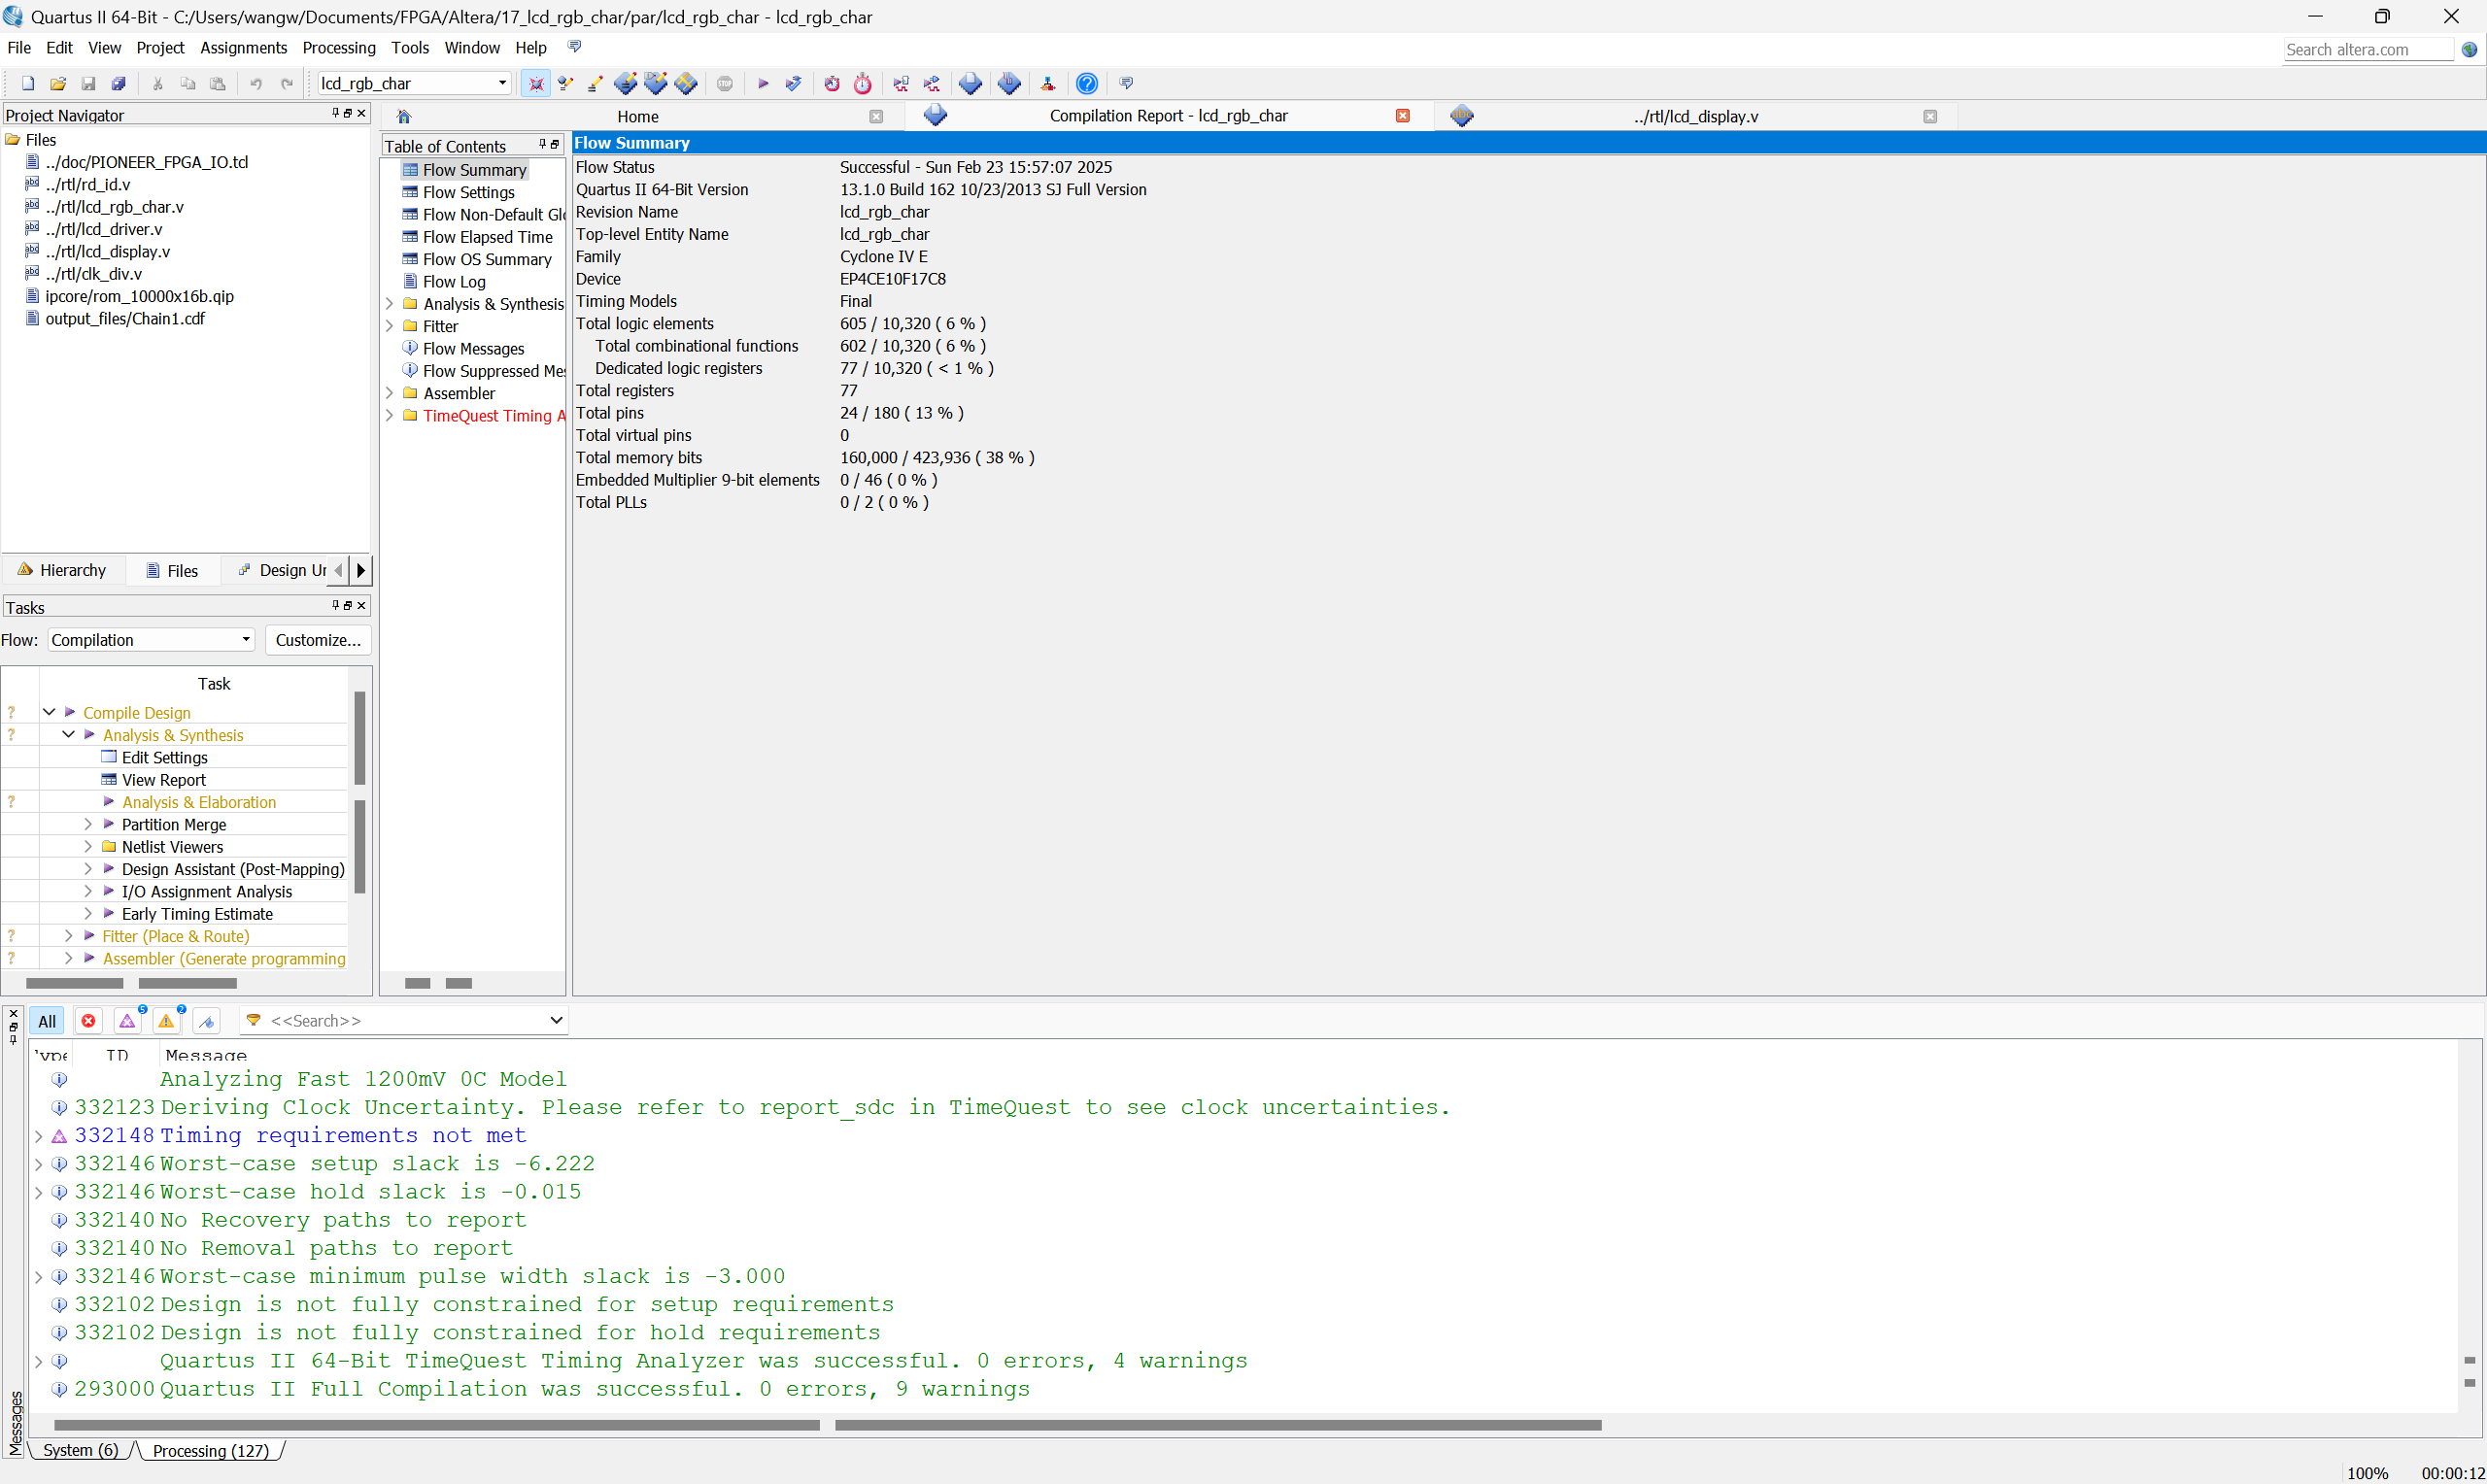 Quartus II 64-Bit - C:/Users/wangw/Documents/FPGA/Altera/17_lcd_rgb_char/par/lcd_rgb_char - lcd_rgb_char
File Edit View Project Assignments Processing Tools Window Help
Search altera.com
lcd_rgb_char
Project Navigator
Files
../doc/PIONEER_FPGA_IO.tcl
../rtl/rd_id.v
../rtl/lcd_rgb_char.v
../rtl/lcd_driver.v
../rtl/lcd_display.v
../rtl/clk_div.v
ipcore/rom_10000x16b.qip
output_files/Chain1.cdf
Hierarchy Files Design Un
Tasks
Flow: Compilation Customize...
Task
Compile Design
Analysis & Synthesis
Edit Settings
View Report
Analysis & Elaboration
Partition Merge
Netlist Viewers
Design Assistant (Post-Mapping)
I/O Assignment Analysis
Early Timing Estimate
Fitter (Place & Route)
Assembler (Generate programming
Home
Compilation Report - lcd_rgb_char
../rtl/lcd_display.v
Table of Contents
Flow Summary
Flow Settings
Flow Non-Default Glo
Flow Elapsed Time
Flow OS Summary
Flow Log
Analysis & Synthesis
Fitter
Flow Messages
Flow Suppressed Mes
Assembler
TimeQuest Timing A
Flow Summary
Flow Status Successful - Sun Feb 23 15:57:07 2025
Quartus II 64-Bit Version 13.1.0 Build 162 10/23/2013 SJ Full Version
Revision Name lcd_rgb_char
Top-level Entity Name lcd_rgb_char
Family Cyclone IV E
Device EP4CE10F17C8
Timing Models Final
Total logic elements 605 / 10,320 ( 6 % )
Total combinational functions 602 / 10,320 ( 6 % )
Dedicated logic registers 77 / 10,320 ( < 1 % )
Total registers 77
Total pins 24 / 180 ( 13 % )
Total virtual pins 0
Total memory bits 160,000 / 423,936 ( 38 % )
Embedded Multiplier 9-bit elements 0 / 46 ( 0 % )
Total PLLs 0 / 2 ( 0 % )
All 5 2 <<Search>>
Type ID Message
Analyzing Fast 1200mV 0C Model
332123 Deriving Clock Uncertainty. Please refer to report_sdc in TimeQuest to see clock uncertainties.
332148 Timing requirements not met
332146 Worst-case setup slack is -6.222
332146 Worst-case hold slack is -0.015
332140 No Recovery paths to report
332140 No Removal paths to report
332146 Worst-case minimum pulse width slack is -3.000
332102 Design is not fully constrained for setup requirements
332102 Design is not fully constrained for hold requirements
Quartus II 64-Bit TimeQuest Timing Analyzer was successful. 0 errors, 4 warnings
293000 Quartus II Full Compilation was successful. 0 errors, 9 warnings
Messages
System (6) Processing (127)
100% 00:00:12